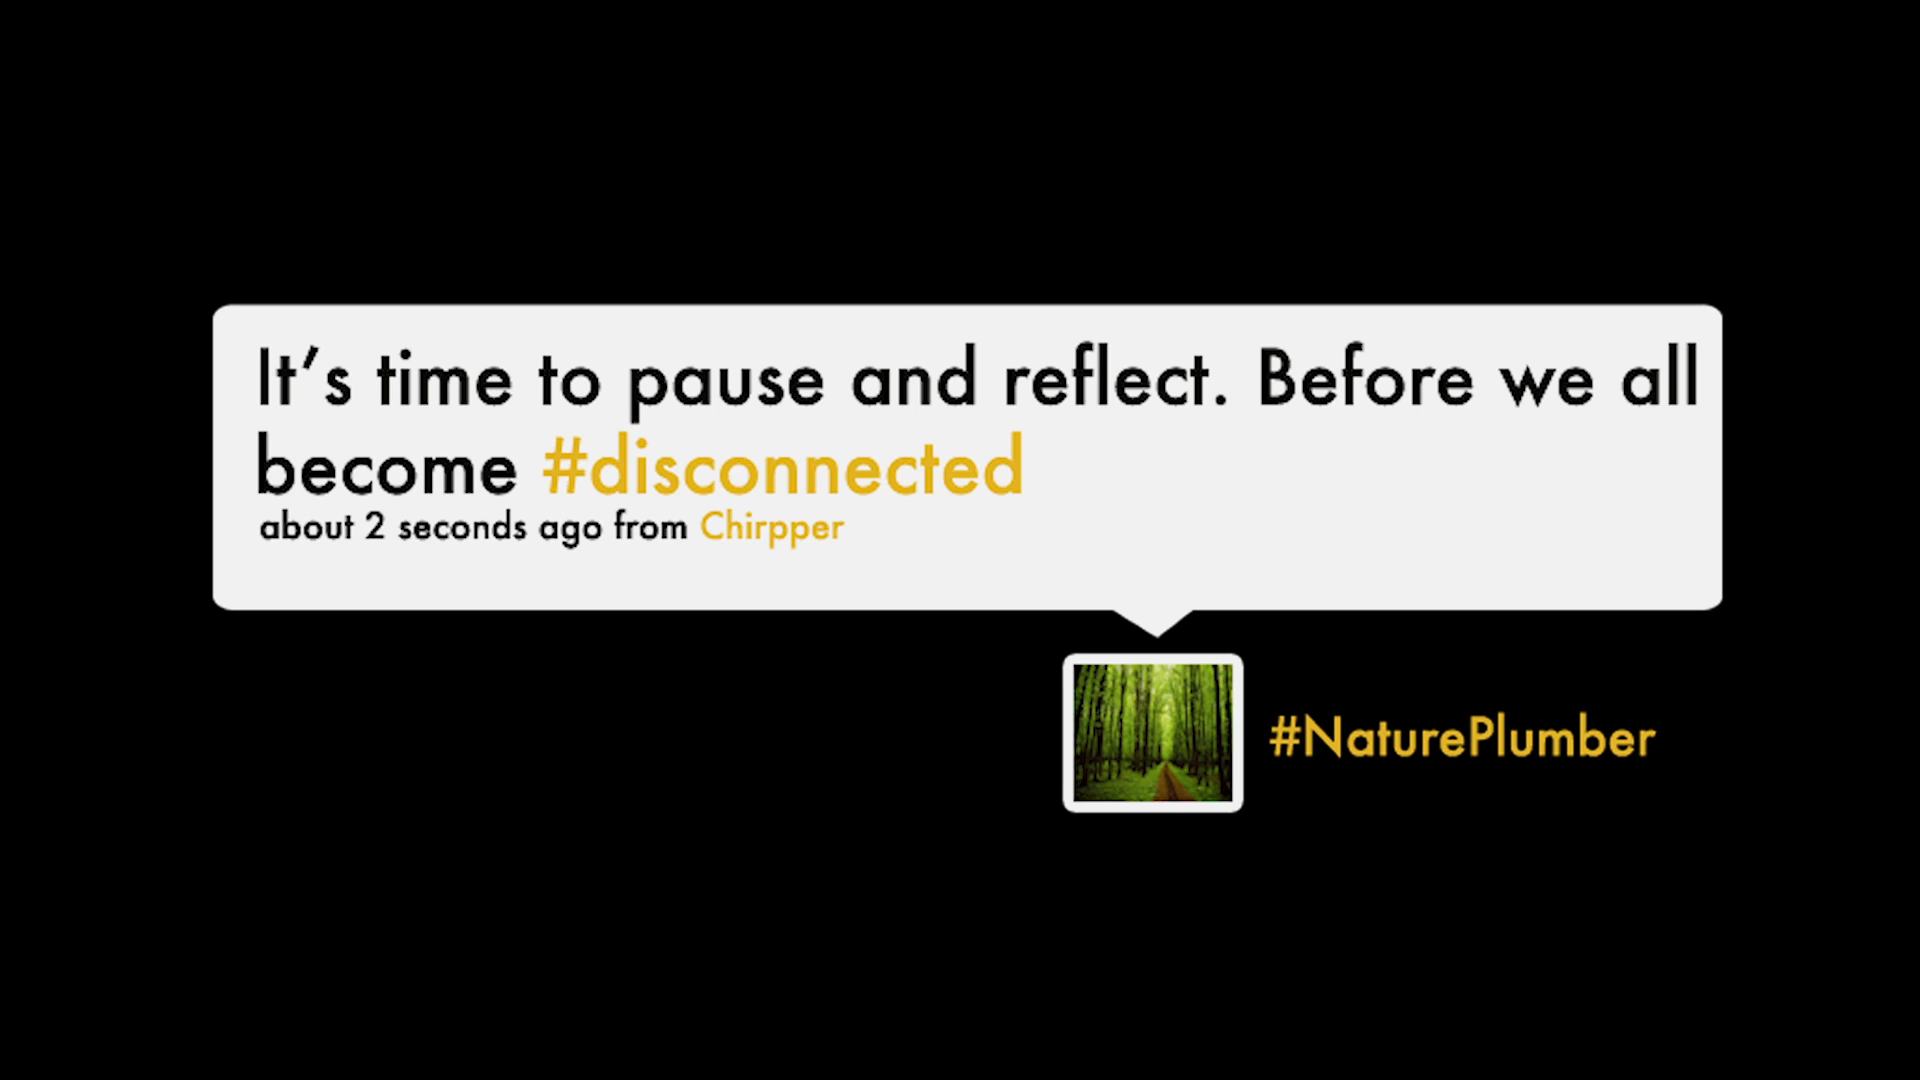 It's time to pause and reflect. Before we all
become #disconnected
about 2 seconds ago from Chirpper
#NaturePlumber